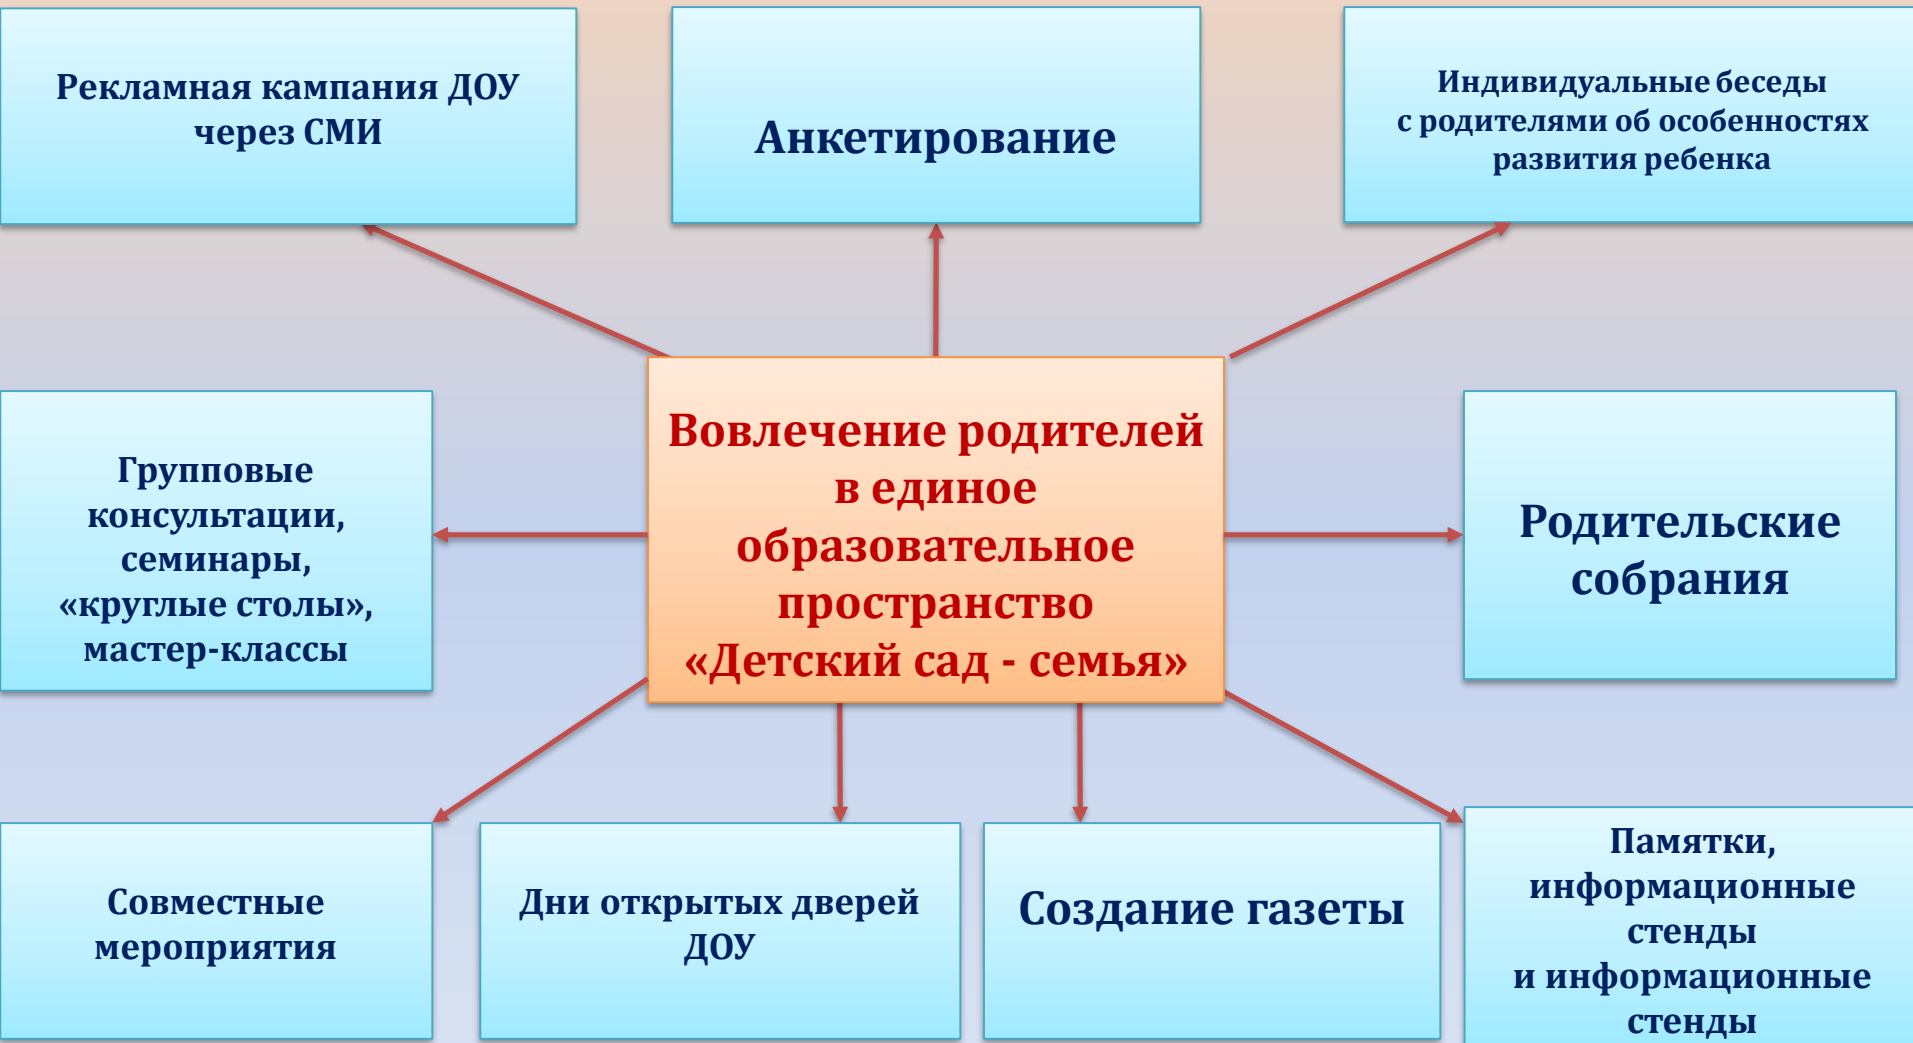 Рекламная кампания ДОУ
через СМИ
Анкетирование
Индивидуальные беседы
с родителями об особенностях
развития ребенка
Групповые
консультации,
семинары,
«круглые столы»,
мастер-классы
Вовлечение родителей
в единое
образовательное
пространство
«Детский сад - семья»
Родительские
собрания
Совместные
мероприятия
Дни открытых дверей
ДОУ
Создание газеты
Памятки,
информационные
стенды
и информационные
стенды